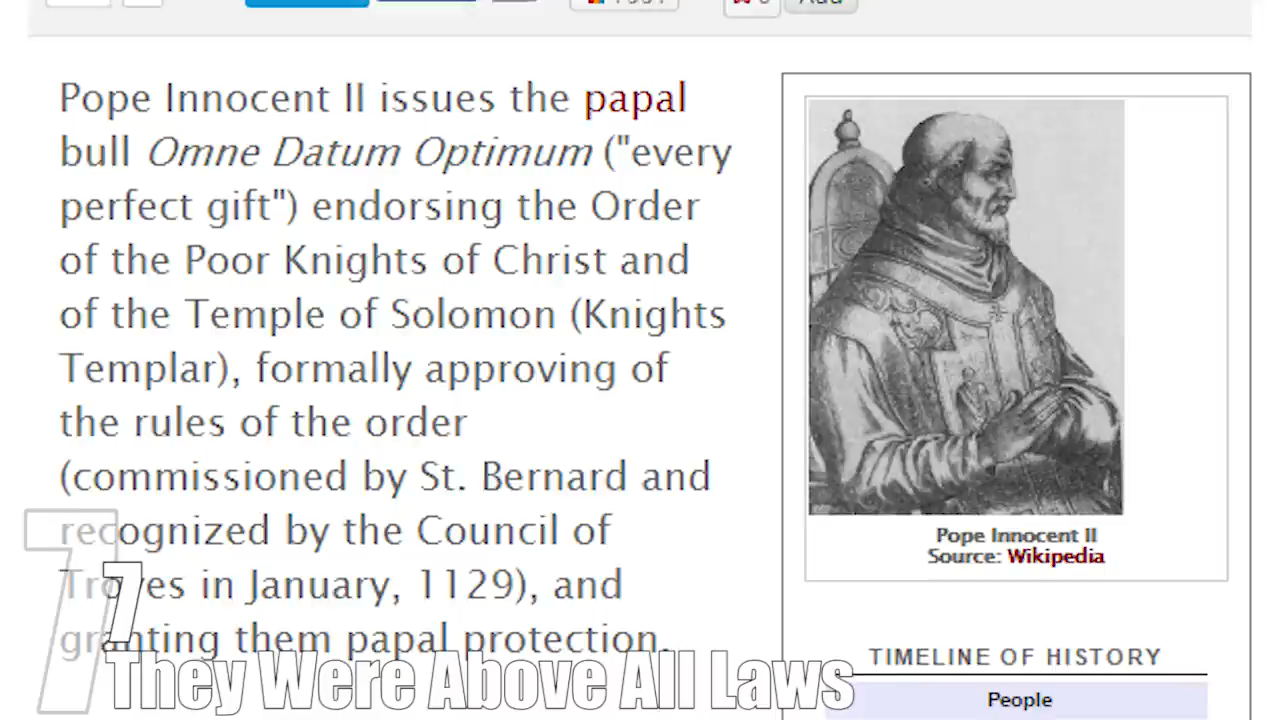 Pope Innocent II issues the papal
bull Omne Datum Optimum ("every
perfect gift") endorsing the Order
of the Poor Knights of Christ and
of the Temple of Solomon (Knights
Templar), formally approving of
the rules of the order
(commissioned by St. Bernard and
recognized by the Council of
Troyes in January, 1129), and
granting them papal protection.
Pope Innocent II
Source: Wikipedia
TIMELINE OF HISTORY
People
7
7
They Were Above All Laws